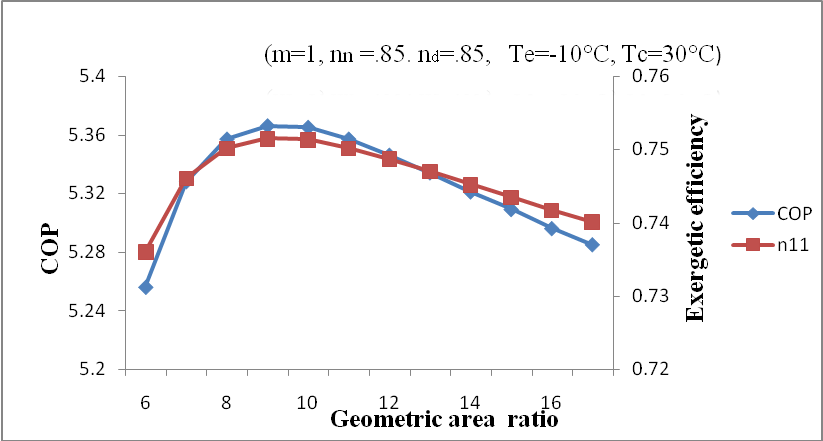 (m=1, nn =.85. nd=.85, Te=-10°C, Tc=30°C)
5.4
5.36
5.32
5.28
5.24
5.2
COP
0.76
0.75
0.74
0.73
0.72
Exergetic efficiency
COP
n11
6 8 10 12 14 16
Geometric area ratio